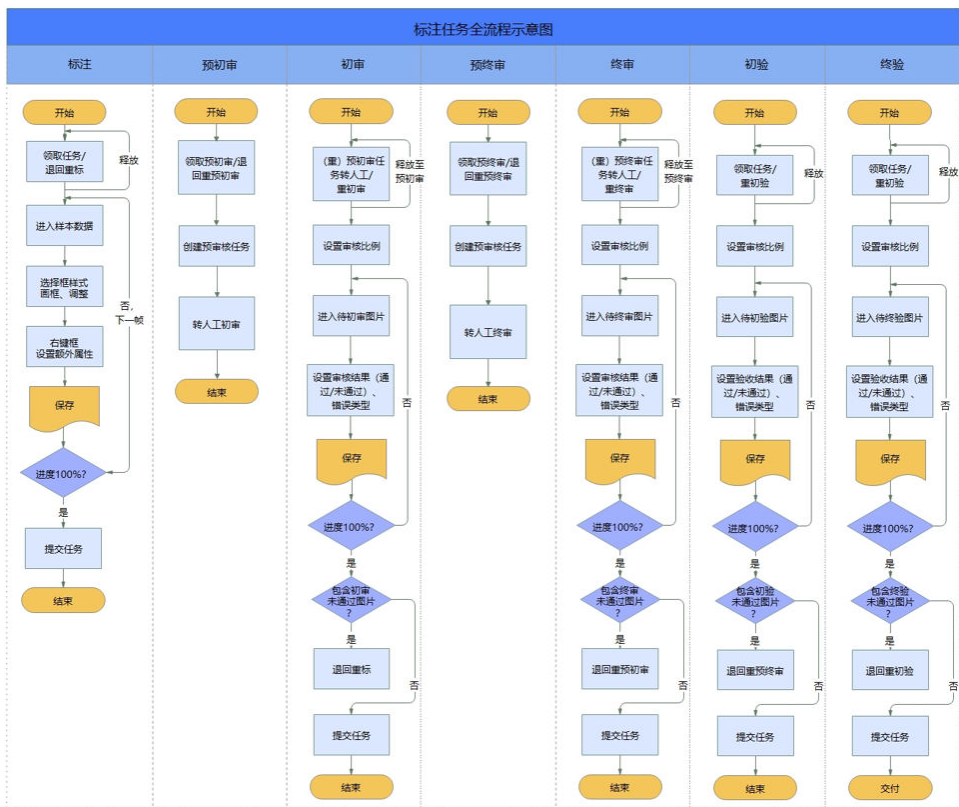 标注任务全流程示意图
标注
预初审
初审
预终审
终审
初验
终验
开始
领取任务/
退回重标
释放
进入样本数据
选择框样式
画框、调整
否,
下一帧
右键框
设置额外属性
保存
进度100%?
是
提交任务
结束
开始
领取预初审/退
回重预初审
创建预审核任务
转人工初审
结束
开始
（重）预初审任
务转人工/
重初审
释放至
预初审
设置审核比例
进入待初审图片
设置审核结果（通
过/未通过）、
错误类型
否
保存
进度100%?
是
包含初审
未通过图片
?
是
退回重标
否
提交任务
结束
开始
领取预终审/退
回重预终审
创建预审核任务
转人工终审
结束
开始
（重）预终审任
务转人工/
重终审
释放至
预终审
设置审核比例
进入待终审图片
设置审核结果（通
过/未通过）、
错误类型
否
保存
进度100%?
是
包含终审
未通过图片
?
是
退回重预初审
否
提交任务
结束
开始
领取任务/
重初验
释放
设置审核比例
进入待初验图片
设置验收结果（通
过/未通过）、
错误类型
否
保存
进度100%?
是
包含初验
未通过图片
?
是
退回重预终审
否
提交任务
结束
开始
领取任务/
重初验
释放
设置审核比例
进入待终验图片
设置验收结果（通
过/未通过）、
错误类型
否
保存
进度100%?
是
包含终验
未通过图片
?
是
退回重初验
否
提交任务
交付